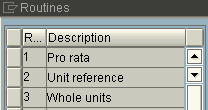 Routines
R... Description
1 Pro rata
2 Unit reference
3 Whole units